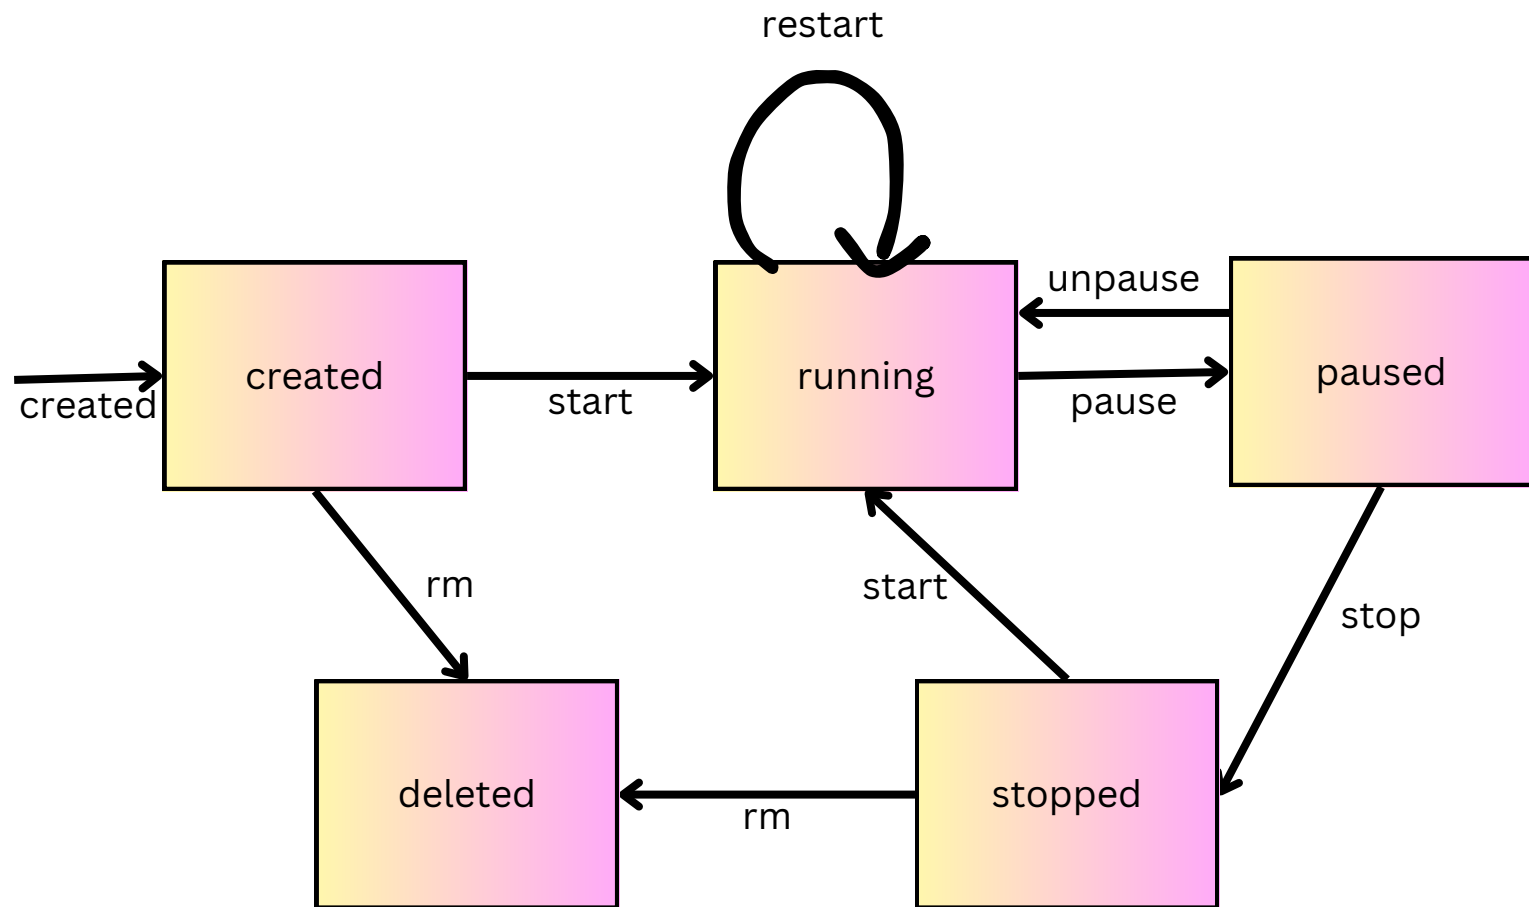 restart
unpause
created
running
paused
created
start
pause
rm
start
stop
deleted
stopped
rm